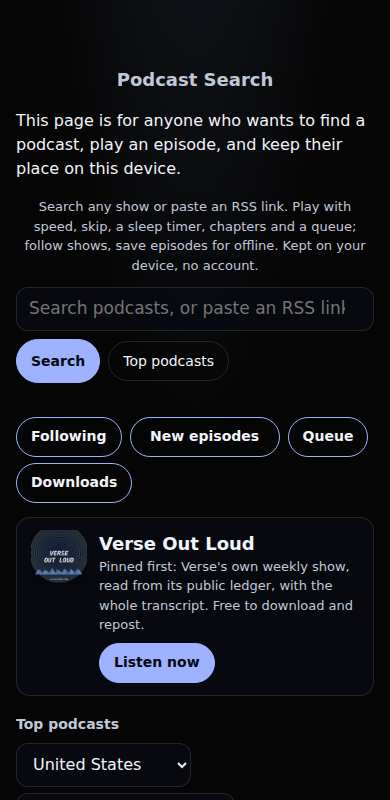 Podcast Search
This page is for anyone who wants to find a
podcast, play an episode, and keep their
place on this device.
Search any show or paste an RSS link. Play with
speed, skip, a sleep timer, chapters and a queue;
follow shows, save episodes for offline. Kept on your
device, no account.
Search podcasts, or paste an RSS link
Search
Top podcasts
Following
New episodes
Queue
Downloads
VERSE
OUT LOUD
Verse Out Loud
Pinned first: Verse's own weekly show,
read from its public ledger, with the
whole transcript. Free to download and
repost.
Listen now
Top podcasts
United States